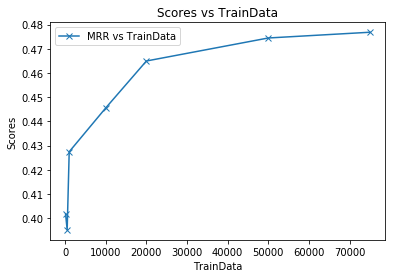 Scores vs TrainData
0.48
0.47
0.46
0.45
0.44
0.43
0.42
0.41
0.40
Scores
MRR vs TrainData
0 10000 20000 30000 40000 50000 60000 70000
TrainData